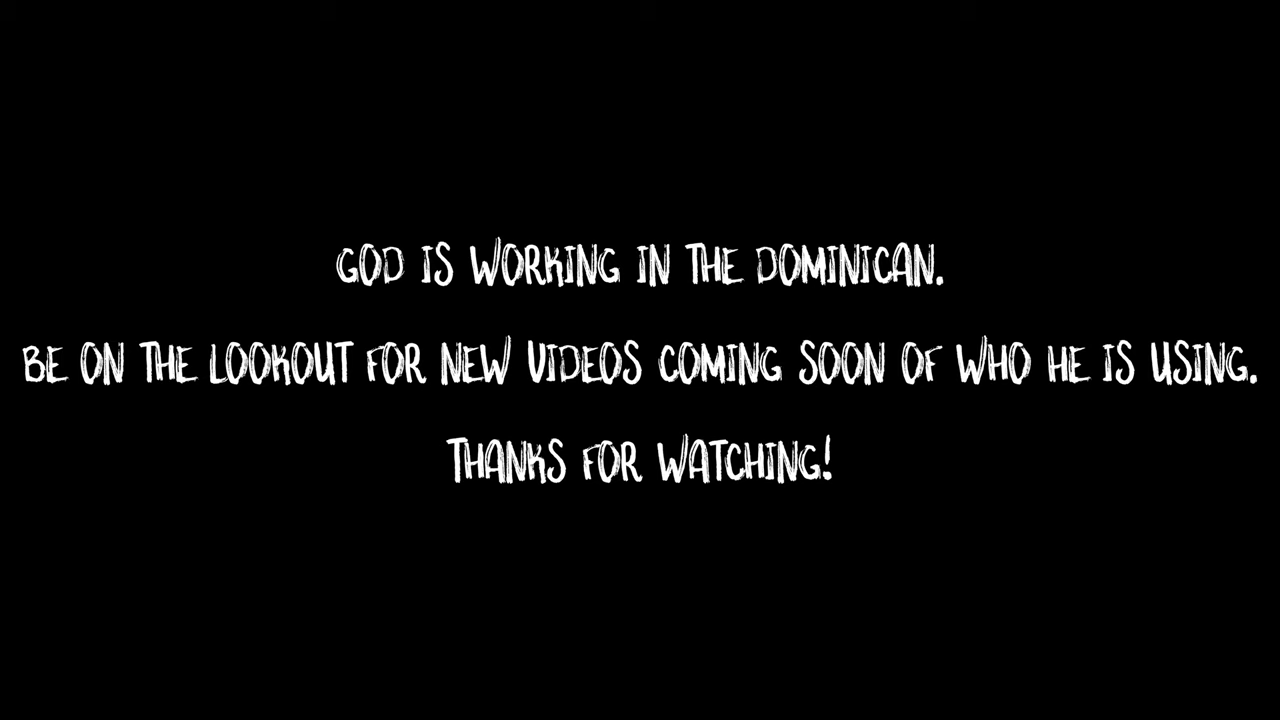 GOD IS WORKING IN THE DOMINICAN.
BE ON THE LOOKOUT FOR NEW VIDEOS COMING SOON OF WHO HE IS USING.
THANKS FOR WATCHING!